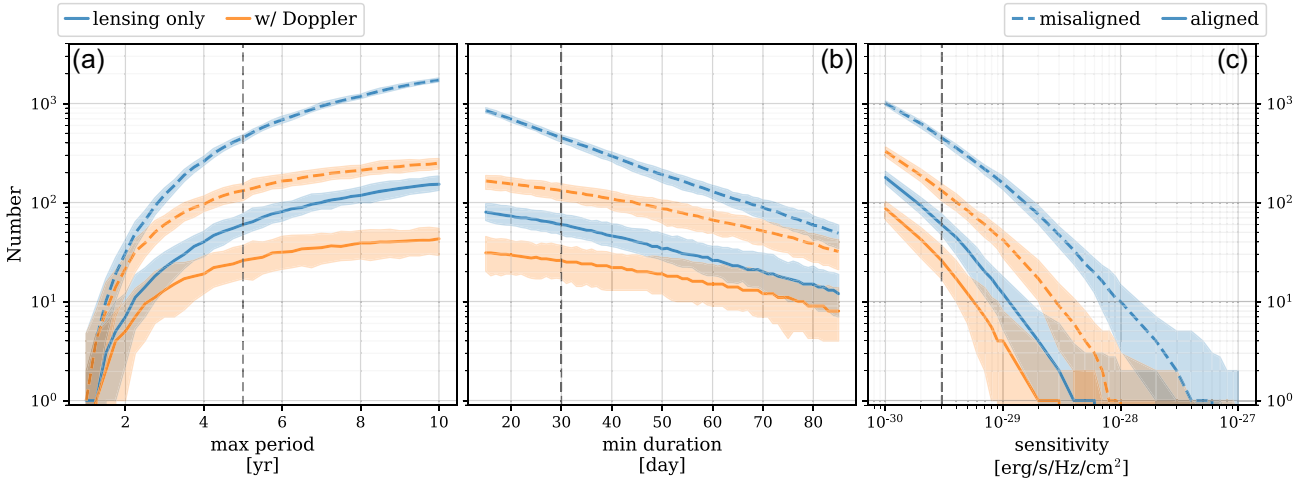 lensing only w/ Doppler
misaligned aligned
(a) (b) (c)
Number
10³ 10² 10¹ 10⁰
10³ 10² 10¹ 10⁰
2 4 6 8 10
20 30 40 50 60 70 80
10⁻³⁰ 10⁻²⁹ 10⁻²⁸ 10⁻²⁷
max period
[yr]
min duration
[day]
sensitivity
[erg/s/Hz/cm²]